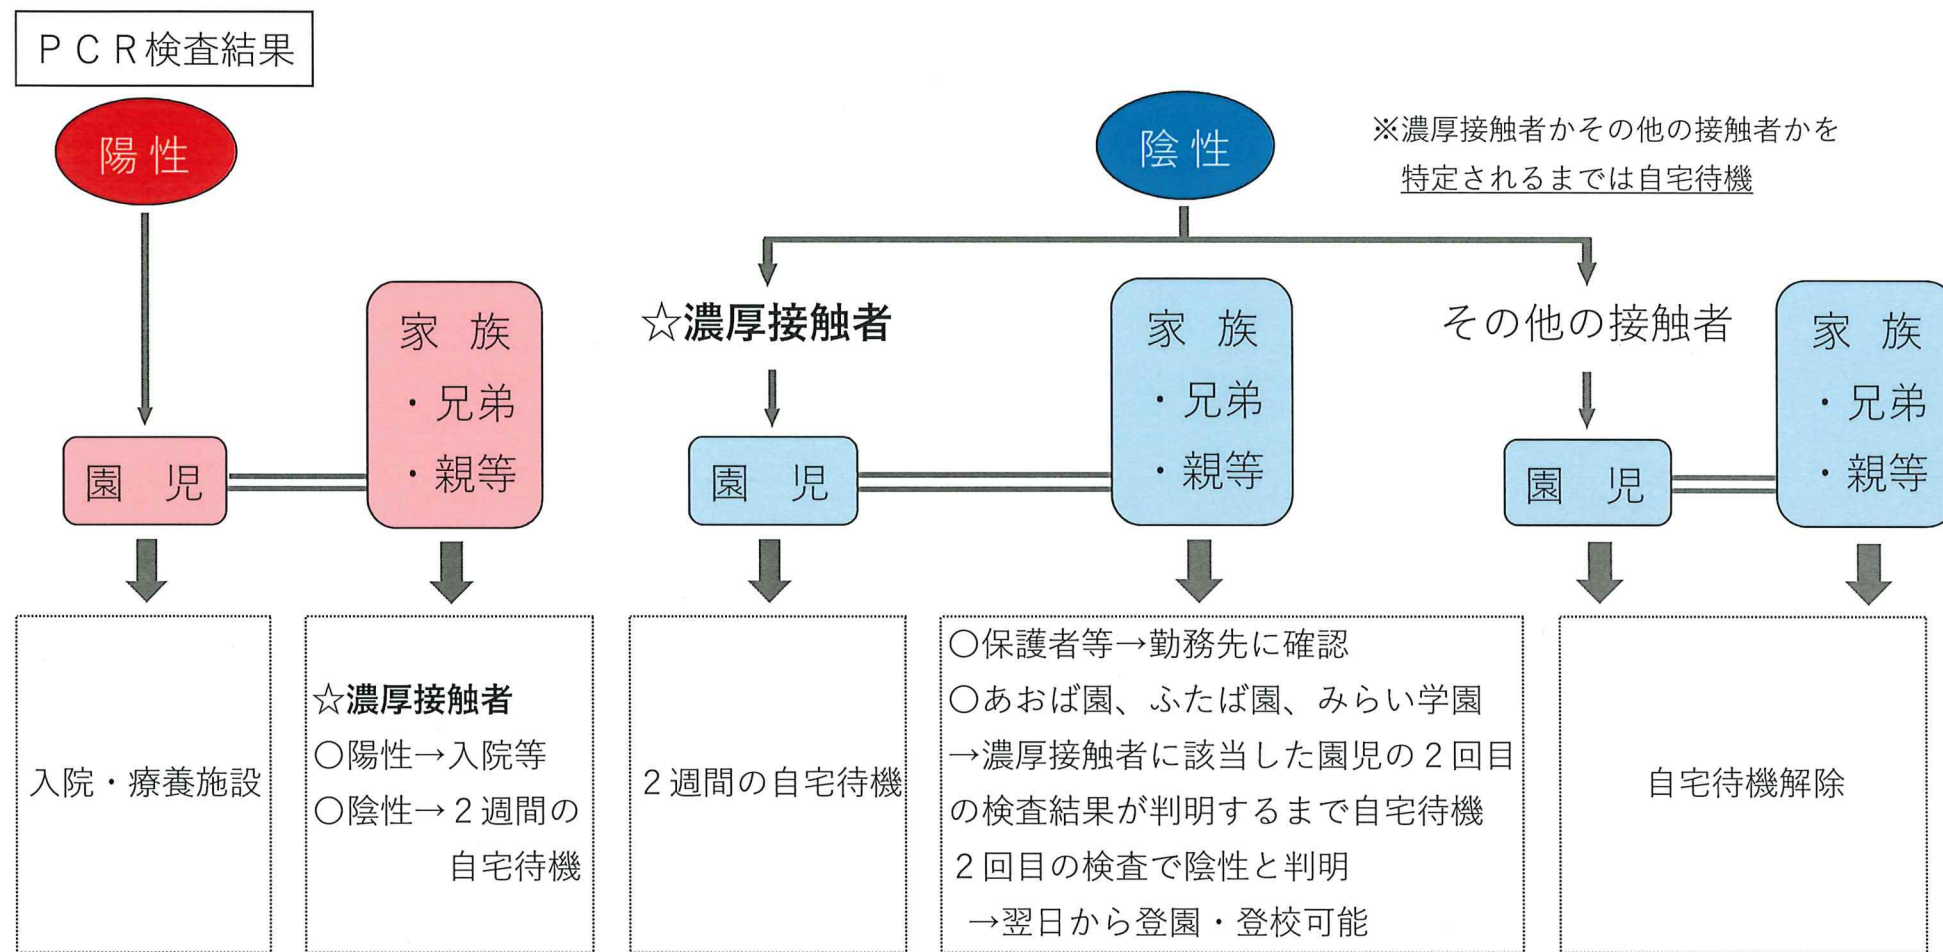 ＰＣＲ検査結果
陽性
陰性
※濃厚接触者かその他の接触者かを
特定されるまでは自宅待機
家　族
・兄弟
・親等
園　児
☆濃厚接触者
家　族
・兄弟
・親等
園　児
その他の接触者
家　族
・兄弟
・親等
園　児
入院・療養施設
☆濃厚接触者
○陽性→入院等
○陰性→２週間の
自宅待機
２週間の自宅待機
○保護者等→勤務先に確認
○あおば園、ふたば園、みらい学園
→濃厚接触者に該当した園児の２回目
の検査結果が判明するまで自宅待機
２回目の検査で陰性と判明
→翌日から登園・登校可能
自宅待機解除